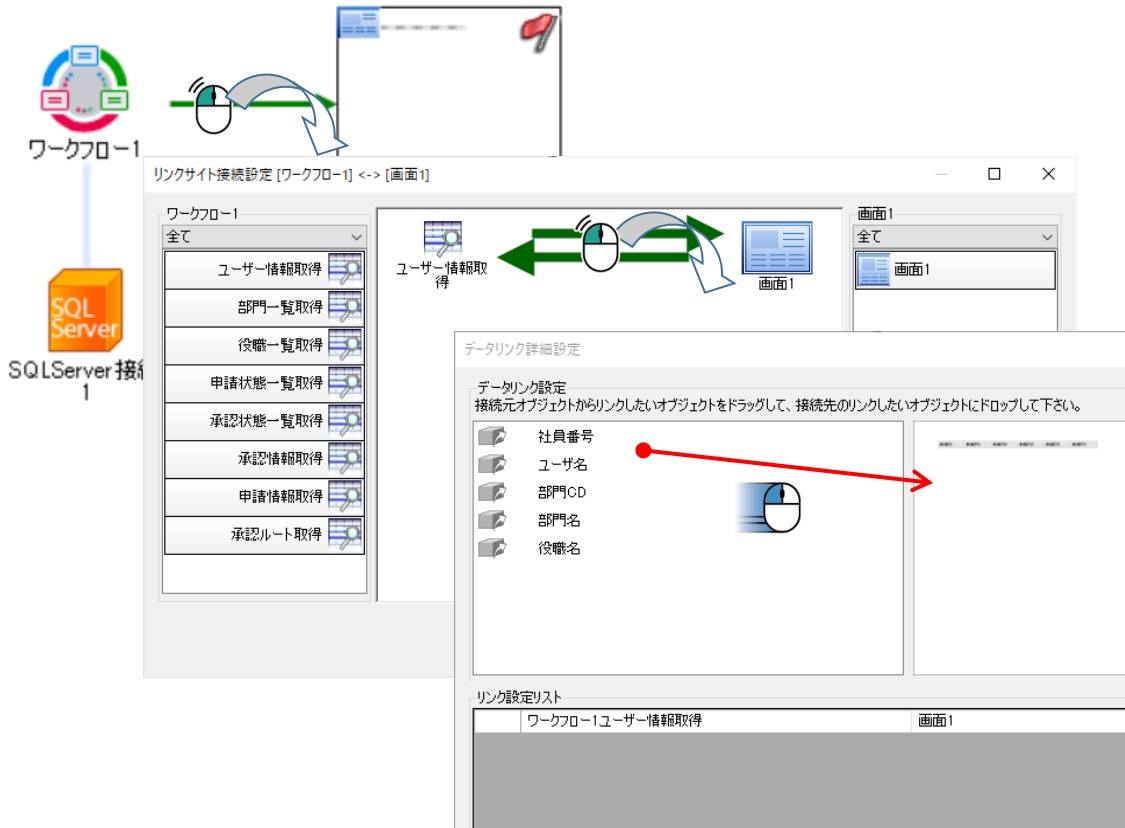 ワークフロー1
SQL
Server
SQLServer接続
1
リンクサイト接続設定 [ワークフロー1] <-> [画面1]
ワークフロー1
全て
ユーザー情報取得
部門一覧取得
役職一覧取得
申請状態一覧取得
承認状態一覧取得
承認情報取得
申請情報取得
承認ルート取得
ユーザー情報取
得
画面1
画面1
全て
画面1
データリンク詳細設定
データリンク設定
接続元オブジェクトからリンクしたいオブジェクトをドラッグして、接続先のリンクしたいオブジェクトにドロップして下さい。
社員番号
ユーザ名
部門CD
部門名
役職名
リンク設定リスト
ワークフロー1ユーザー情報取得
画面1